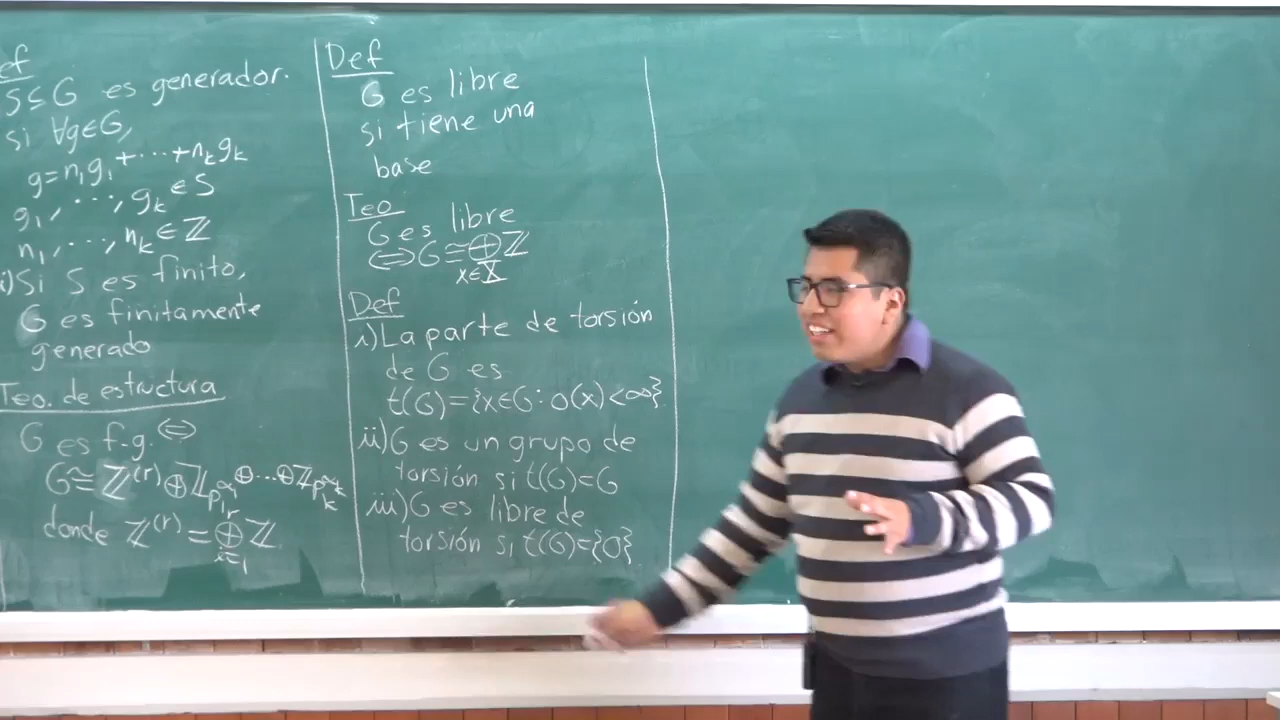 ef
S⊆G es generador.
si ∀g∈G,
g=n₁g₁+···+nₖgₖ
g₁,···,gₖ∈S
n₁,···,nₖ∈ℤ
i)Si S es finito,
G es finitamente
generado
Teo. de estructura
G es f.g. ⇔
G≅ℤ⁽ʳ⁾⊕ℤ_{p₁^{α₁}}⊕···⊕ℤ_{pₖ^{αₖ}}
donde ℤ⁽ʳ⁾=⊕_{i=1}^{r}ℤ
Def
G es libre
si tiene una
base
Teo
G es libre
⇔G≅⊕_{x∈X}ℤ
Def
i)La parte de torsión
de G es
t(G)={x∈G:o(x)<∞}
ii)G es un grupo de
torsión si t(G)=G
iii)G es libre de
torsión si t(G)={0}